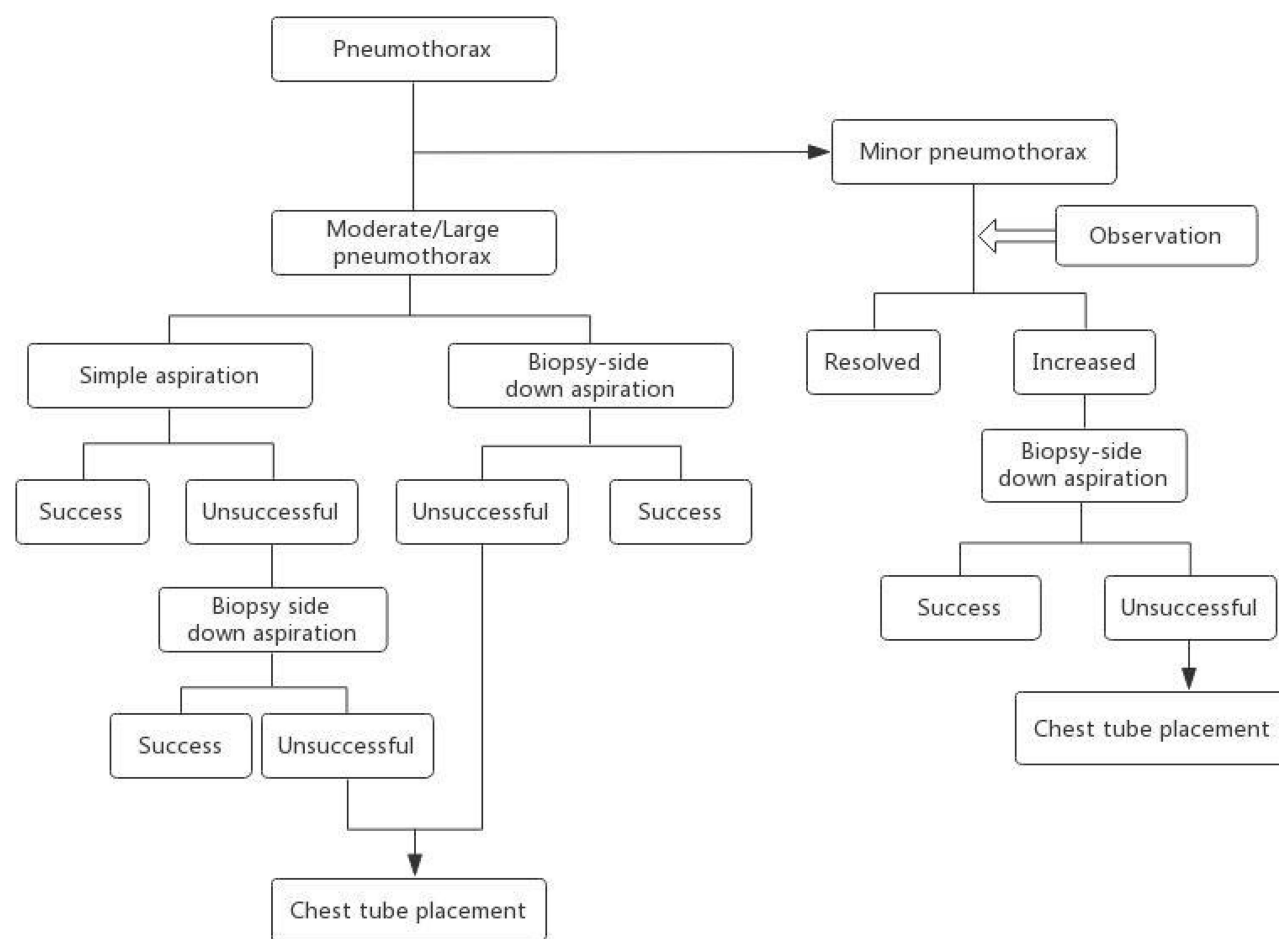 Pneumothorax
Minor pneumothorax
Moderate/Large
pneumothorax
Observation
Simple aspiration
Biopsy-side
down aspiration
Resolved
Increased
Success
Unsuccessful
Unsuccessful
Success
Biopsy-side
down aspiration
Biopsy side
down aspiration
Success
Unsuccessful
Success
Unsuccessful
Chest tube placement
Chest tube placement